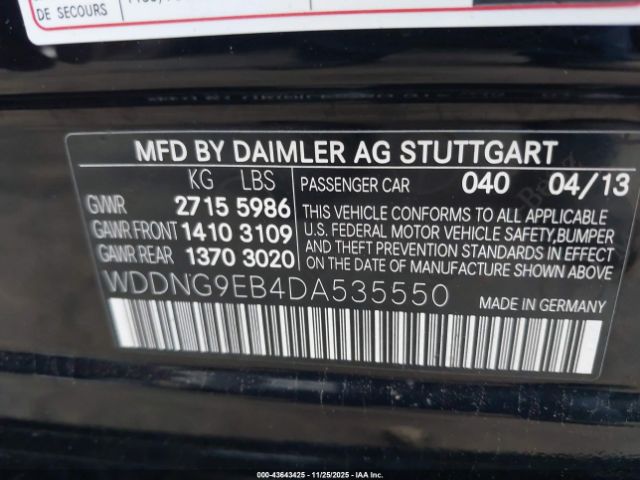 DE SECOURS
MFD BY DAIMLER AG STUTTGART
KG LBS
GVWR 2715 5986
GAWR FRONT 1410 3109
GAWR REAR 1370 3020
PASSENGER CAR 040 04/13
THIS VEHICLE CONFORMS TO ALL APPLICABLE
U.S. FEDERAL MOTOR VEHICLE SAFETY,BUMPER
AND THEFT PREVENTION STANDARDS IN EFFECT
ON THE DATE OF MANUFACTURE SHOWN ABOVE
WDDNG9EB4DA535550
MADE IN GERMANY
000-43643425 - 11/25/2025 - IAA, Inc.